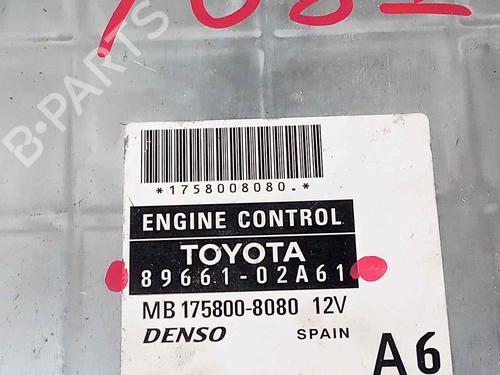 B-PARTS
*1758008080.*
ENGINE CONTROL
TOYOTA
89661-02A61
MB 175800-8080 12V
DENSO SPAIN
A6